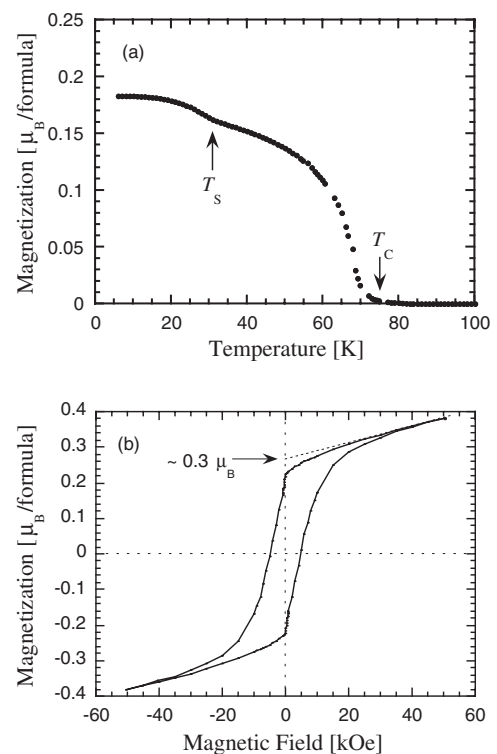 0.25
(a)
0.2
0.15
0.1
0.05
0
Magnetization [ μB /formula]
TS
TC
0 20 40 60 80 100
Temperature [K]
0.4
(b)
0.3
~ 0.3 μB
0.2
0.1
0
-0.1
-0.2
-0.3
-0.4
Magnetization [ μB /formula]
-60 -40 -20 0 20 40 60
Magnetic Field [kOe]